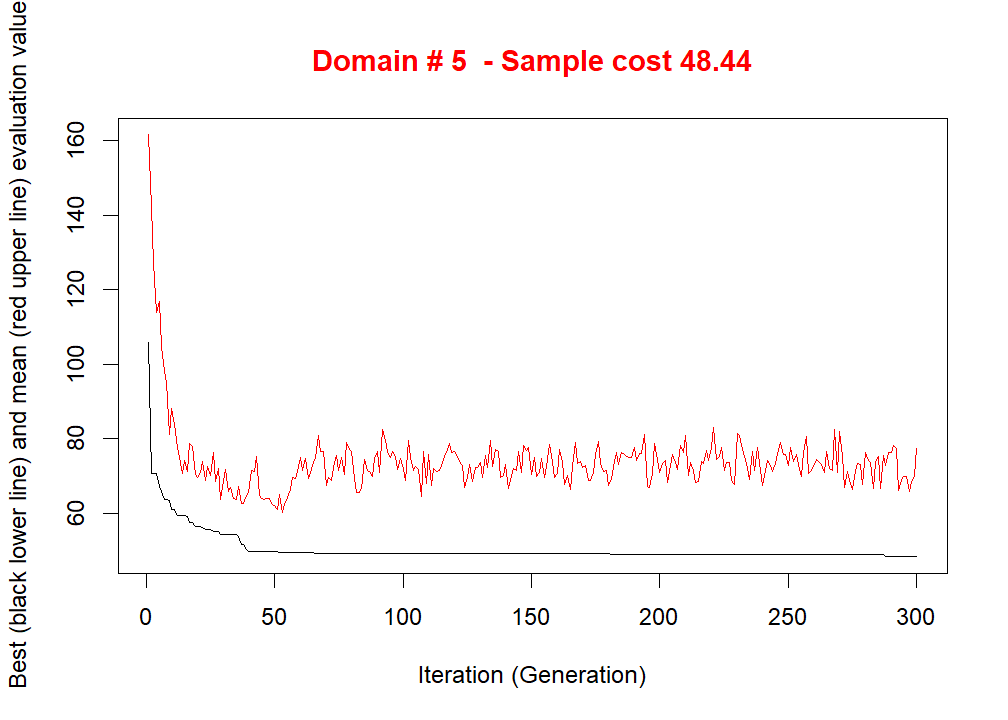 Domain # 5  - Sample cost 48.44
Best (black lower line) and mean (red upper line) evaluation value
160
140
120
100
80
60
0 50 100 150 200 250 300
Iteration (Generation)